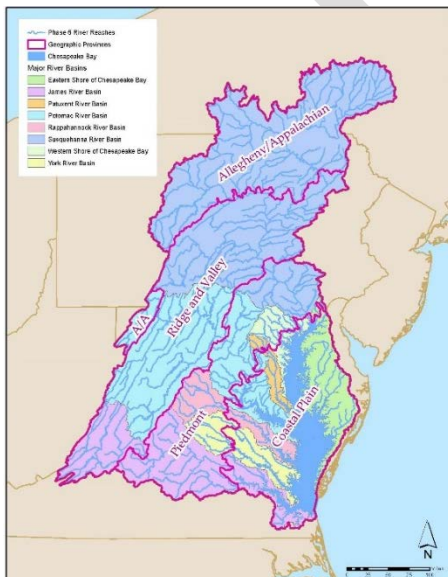 Phase 6 River Reaches
Geographic Provinces
Chesapeake Bay
Major River Basins
Eastern Shore of Chesapeake Bay
James River Basin
Patuxent River Basin
Potomac River Basin
Rappahannock River Basin
Susquehanna River Basin
Western Shore of Chesapeake Bay
York River Basin
Allegheny/Appalachian
Ridge and Valley
A/A
Piedmont
Coastal Plain
N